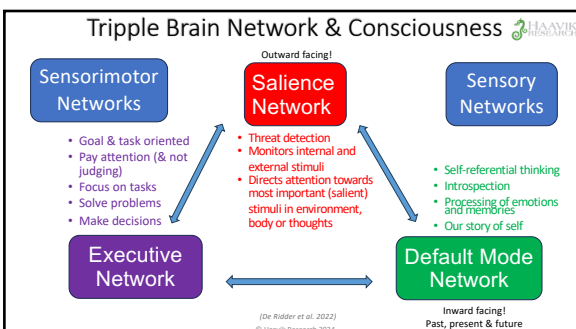 Tripple Brain Network & Consciousness
HAAVIK
RESEARCH
Outward facing!
Sensorimotor
Networks
Salience
Network
Sensory
Networks
• Goal & task oriented
• Pay attention (& not
judging)
• Focus on tasks
• Solve problems
• Make decisions
• Threat detection
• Monitors internal and
external stimuli
• Directs attention towards
most important (salient)
stimuli in environment,
body or thoughts
• Self-referential thinking
• Introspection
• Processing of emotions
and memories
• Our story of self
Executive
Network
Default Mode
Network
(De Ridder et al. 2022)
© Haavik Research 2024
Inward facing!
Past, present & future